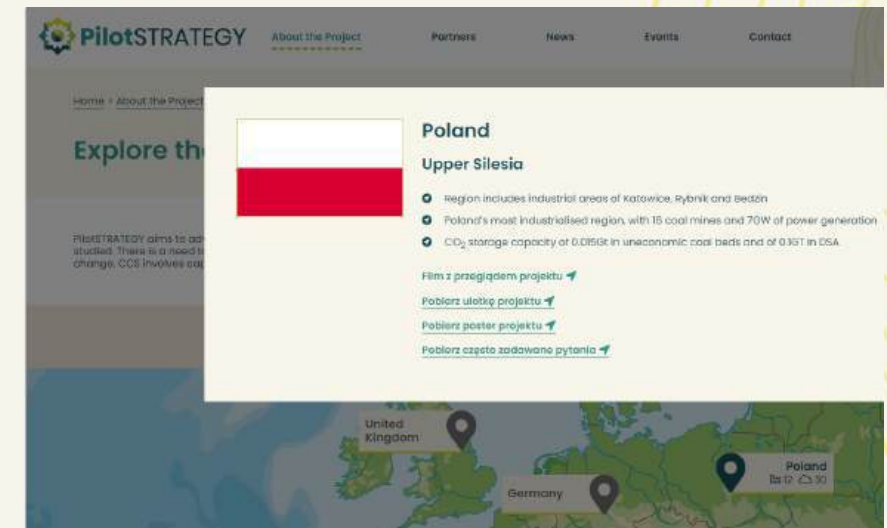 PilotSTRATEGY
About the Project
Partners
News
Events
Contact
Home > About the Project
Explore th
PilotSTRATEGY aims to ad
studied. There is a need t
change. CCS involves cap
Poland
Upper Silesia
Region includes industrial areas of Katowice, Rybnik and Bedzin
Poland's most industrialised region, with 15 coal mines and 7GW of power generation
CO₂ storage capacity of 0.015Gt in uneconomic coal beds and of 0.1GT in DSA
Film z przeglądem projektu
Pobierz ulotkę projektu
Pobierz poster projektu
Pobierz często zadawane pytania
United
Kingdom
Germany
Poland
12 30